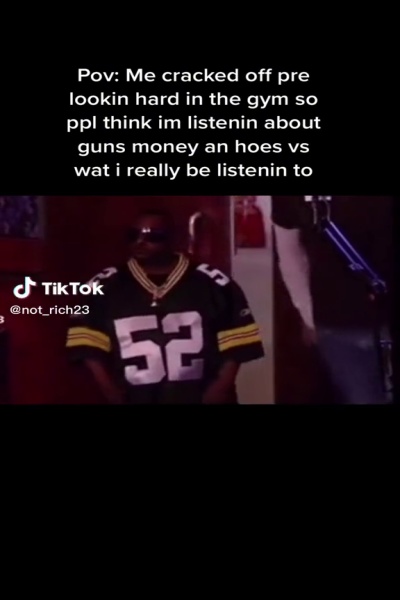 Pov: Me cracked off pre
lookin hard in the gym so
ppl think im listenin about
guns money an hoes vs
wat i really be listenin to
52
52
TikTok
@not_rich23